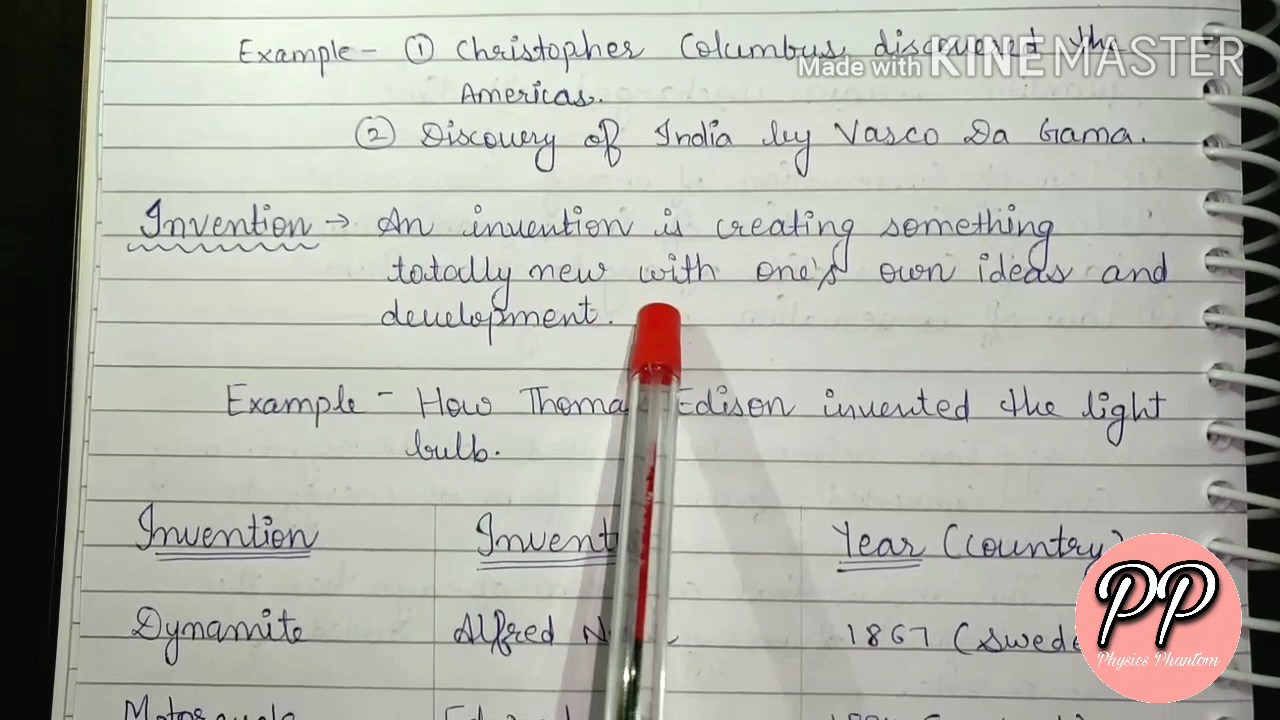 Example - ① Christopher Columbus discovered the
Americas.
② Discovery of India by Vasco Da Gama.
Invention → An invention is creating something
totally new with one's own ideas and
development.
Example - How Thomas Edison invented the light
bulb.
Invention Year (Country)
Dynamite Alfred 1867
Made with KINEMASTER
PP
Physics Phantom